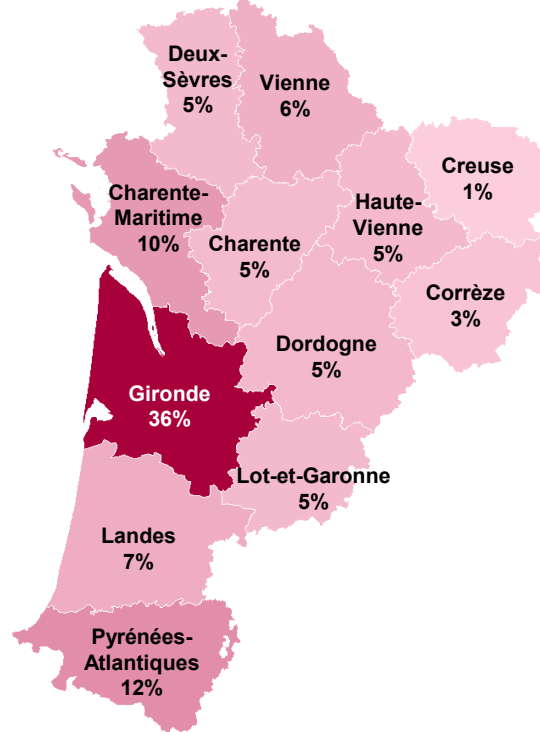 Deux-
Sèvres
5%
Vienne
6%
Creuse
1%
Charente-
Maritime
10%
Charente
5%
Haute-
Vienne
5%
Corrèze
3%
Dordogne
5%
Gironde
36%
Lot-et-Garonne
5%
Landes
7%
Pyrénées-
Atlantiques
12%